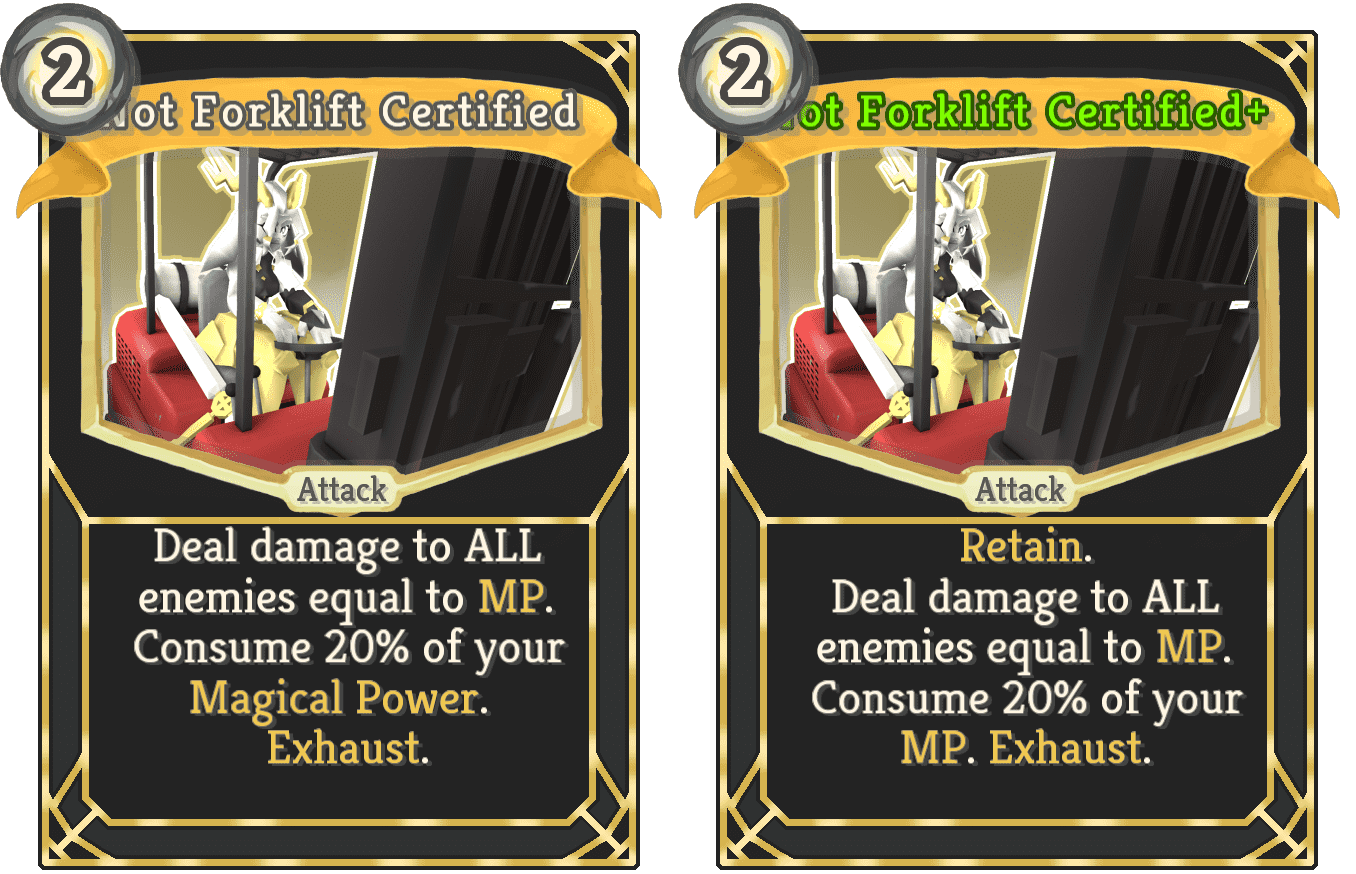 2
Not Forklift Certified
Attack
Deal damage to ALL
enemies equal to MP.
Consume 20% of your
Magical Power.
Exhaust.
2
Not Forklift Certified+
Attack
Retain.
Deal damage to ALL
enemies equal to MP.
Consume 20% of your
MP. Exhaust.